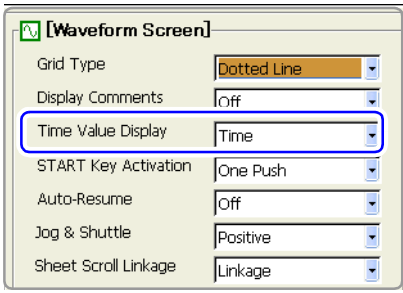 [Waveform Screen]
Grid Type Dotted Line
Display Comments Off
Time Value Display Time
START Key Activation One Push
Auto-Resume Off
Jog & Shuttle Positive
Sheet Scroll Linkage Linkage